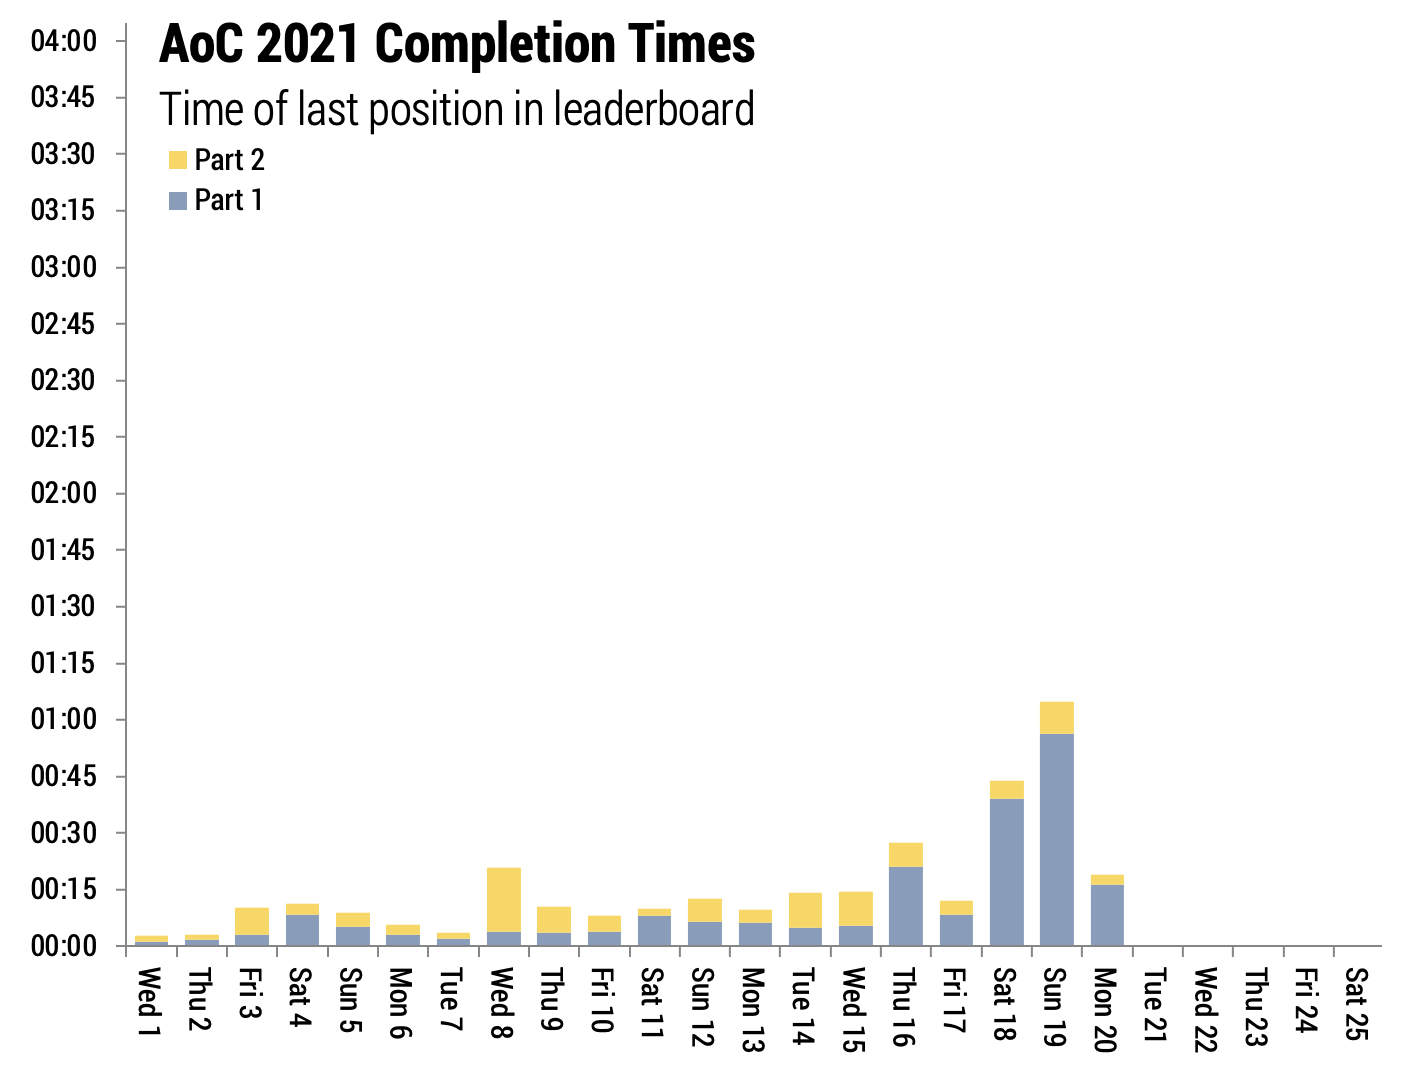 AoC 2021 Completion Times
Time of last position in leaderboard
Part 2
Part 1
04:00
03:45
03:30
03:15
03:00
02:45
02:30
02:15
02:00
01:45
01:30
01:15
01:00
00:45
00:30
00:15
00:00
Wed 1
Thu 2
Fri 3
Sat 4
Sun 5
Mon 6
Tue 7
Wed 8
Thu 9
Fri 10
Sat 11
Sun 12
Mon 13
Tue 14
Wed 15
Thu 16
Fri 17
Sat 18
Sun 19
Mon 20
Tue 21
Wed 22
Thu 23
Fri 24
Sat 25